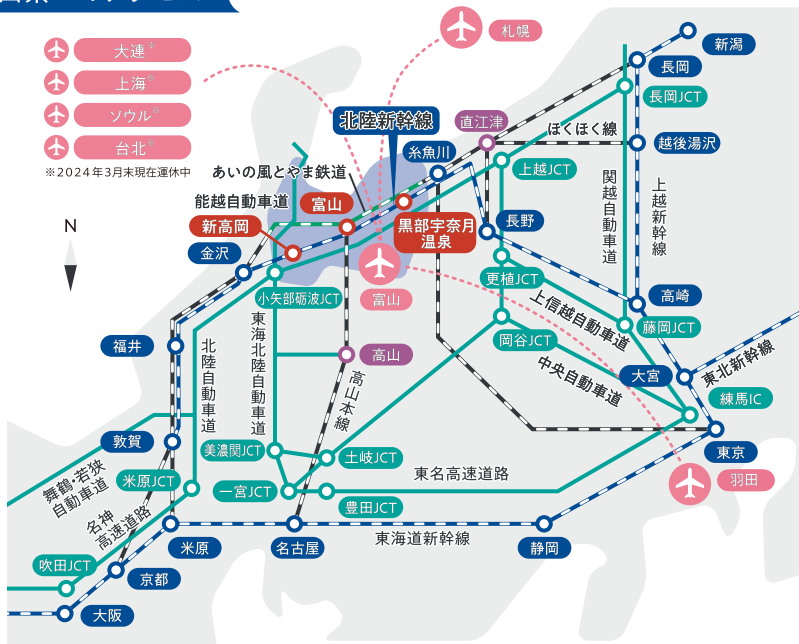 大連※
上海※
ソウル※
台北※
※2024年3月末現在運休中
N
札幌
新潟
長岡
長岡JCT
北陸新幹線
直江津
ほくほく線
越後湯沢
糸魚川
上越JCT
あいの風とやま鉄道
能越自動車道
関越自動車道
上越新幹線
富山
新高岡
黒部宇奈月
温泉
長野
金沢
更植JCT
富山
小矢部砺波JCT
高崎
上信越自動車道
藤岡JCT
岡谷JCT
東海北陸自動車道
北陸自動車道
福井
高山
高山本線
中央自動車道
大宮
東北新幹線
練馬IC
敦賀
美濃関JCT
土岐JCT
東京
舞鶴・若狭
自動車道
米原JCT
一宮JCT
東名高速道路
羽田
豊田JCT
名神
高速道路
米原
名古屋
東海道新幹線
静岡
吹田JCT
京都
大阪